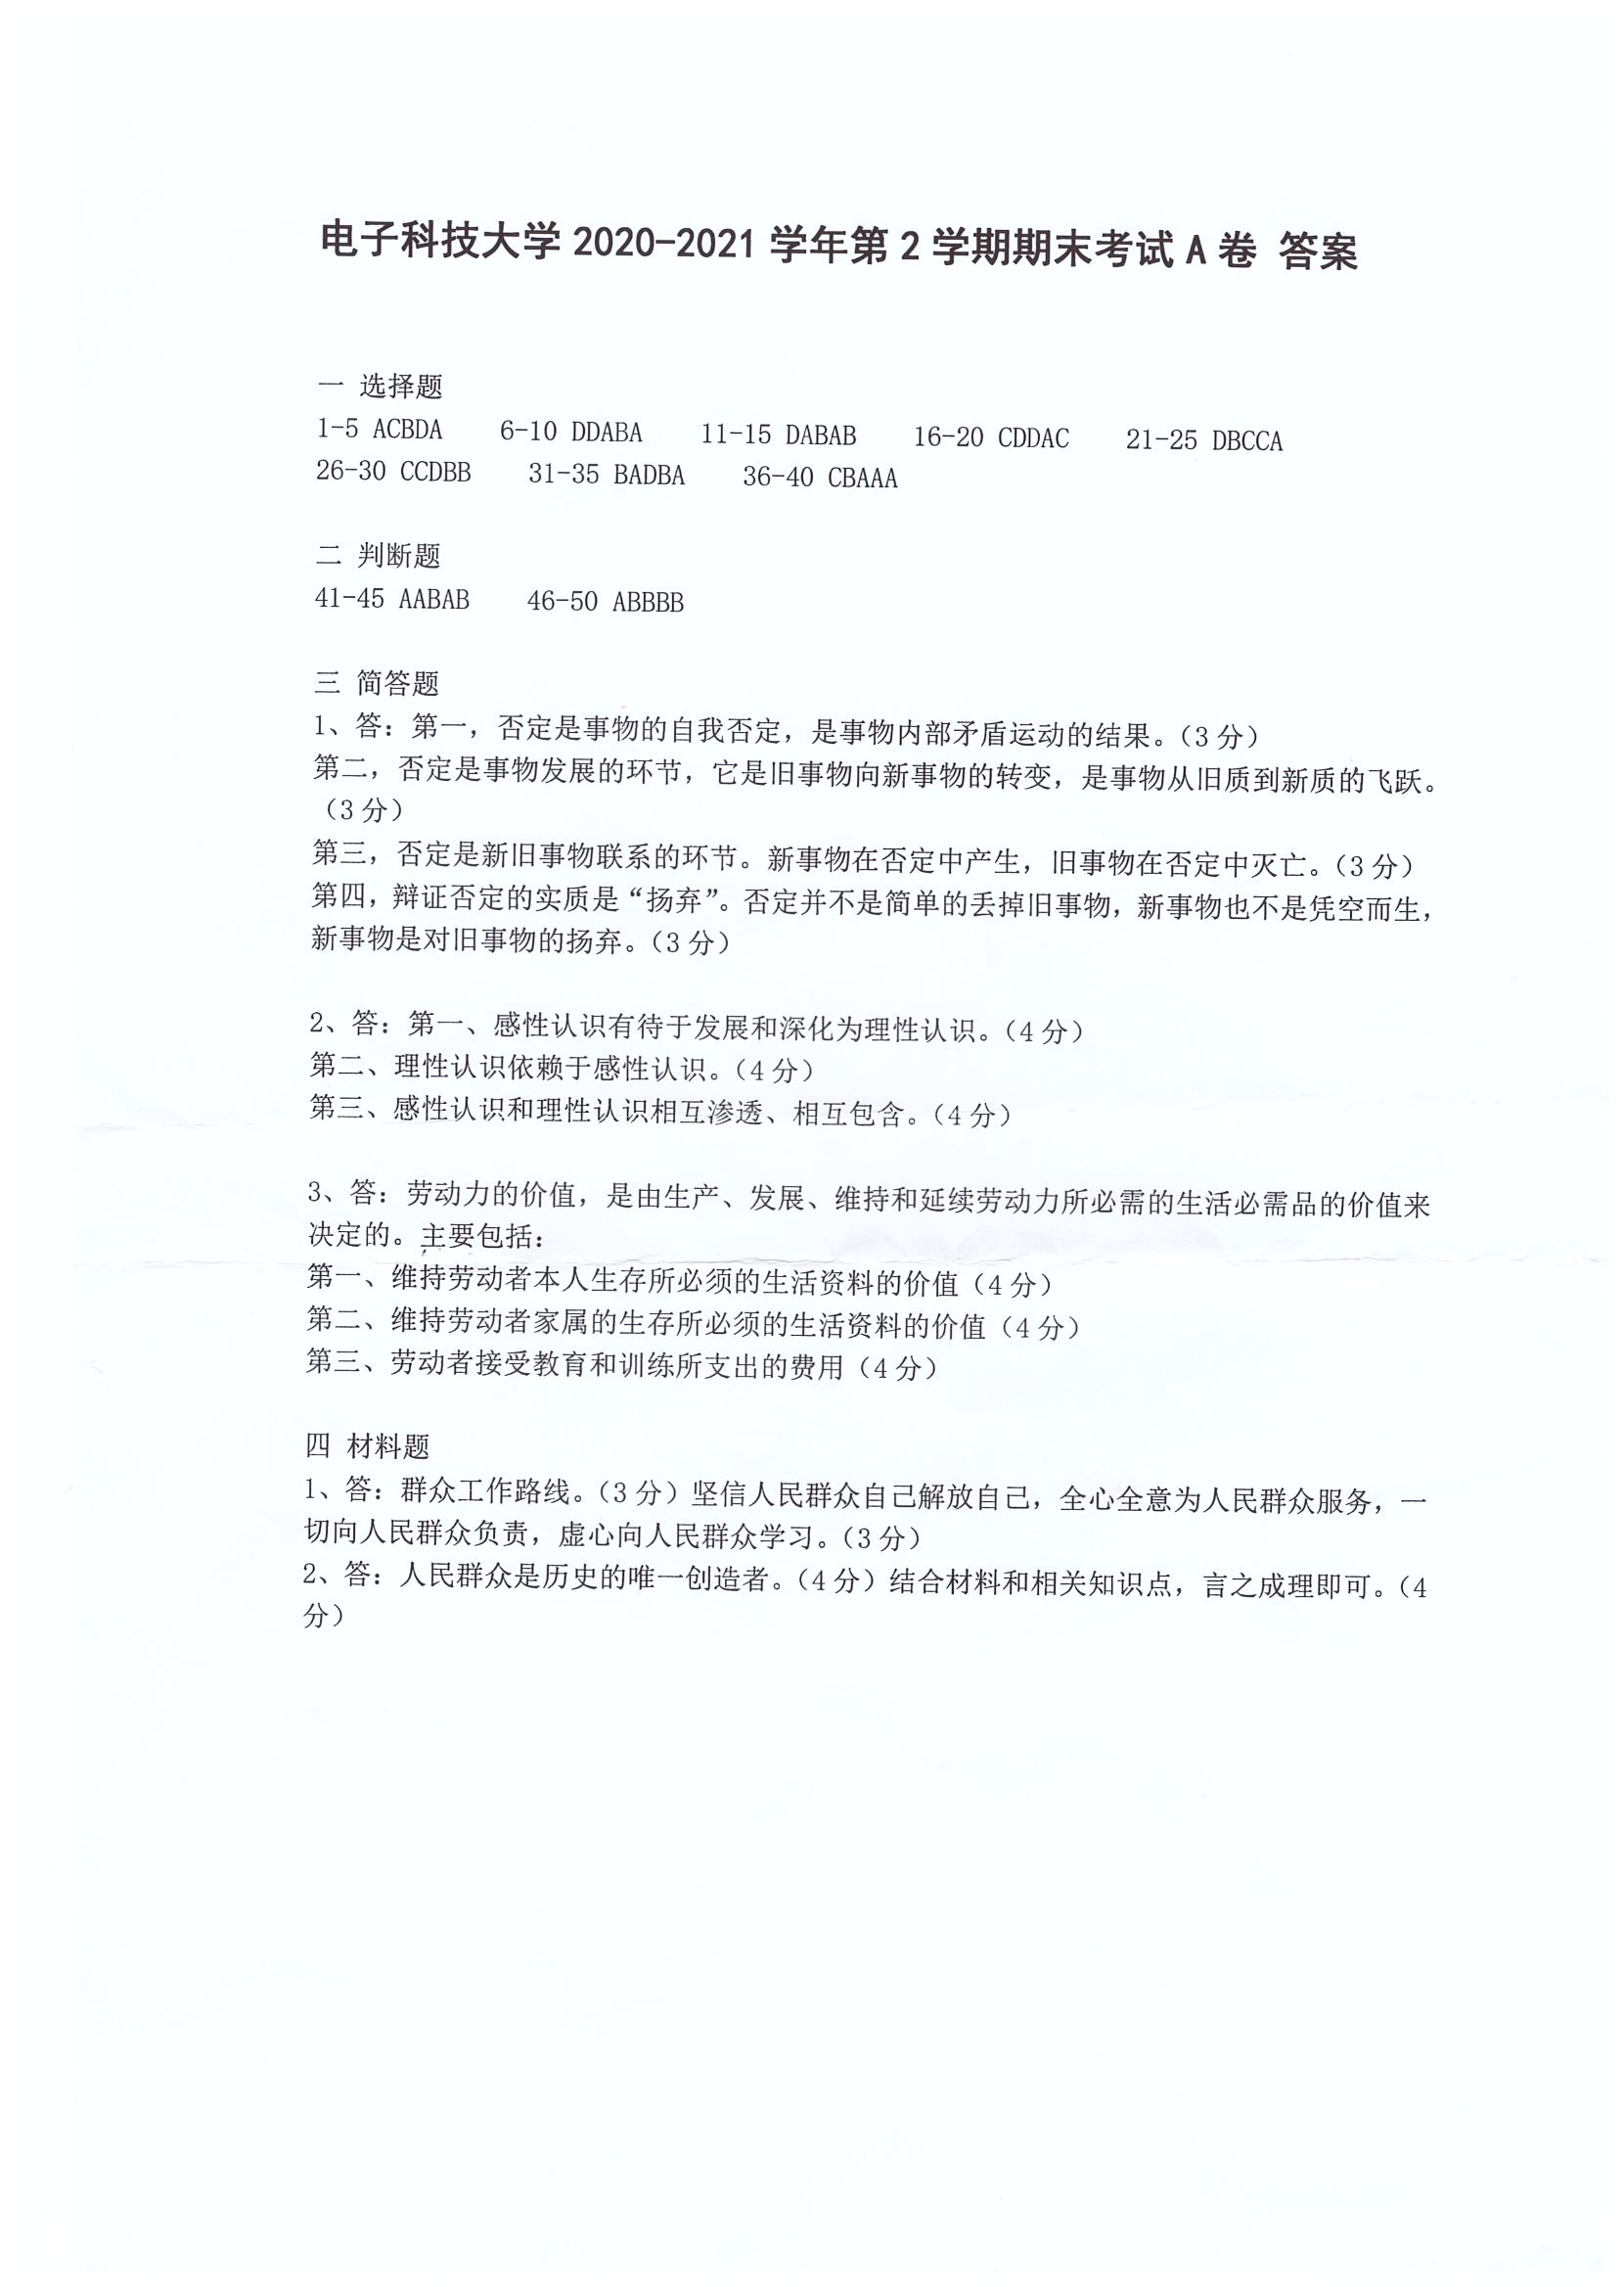 电子科技大学 2020-2021 学年第 2 学期期末考试 A 卷 答案
一 选择题
1-5 ACBDA 6-10 DDABA 11-15 DABAB 16-20 CDDAC 21-25 DBCCA
26-30 CCDBB 31-35 BADBA 36-40 CBAAA
二 判断题
41-45 AABAB 46-50 ABBBB
三 简答题
1、答：第一，否定是事物的自我否定，是事物内部矛盾运动的结果。（3 分）
第二，否定是事物发展的环节，它是旧事物向新事物的转变，是事物从旧质到新质的飞跃。
（3 分）
第三，否定是新旧事物联系的环节。新事物在否定中产生，旧事物在否定中灭亡。（3 分）
第四，辩证否定的实质是“扬弃”。否定并不是简单的丢掉旧事物，新事物也不是凭空而生，
新事物是对旧事物的扬弃。（3 分）
2、答：第一、感性认识有待于发展和深化为理性认识。（4 分）
第二、理性认识依赖于感性认识。（4 分）
第三、感性认识和理性认识相互渗透、相互包含。（4 分）
3、答：劳动力的价值，是由生产、发展、维持和延续劳动力所必需的生活必需品的价值来
决定的。主要包括：
第一、维持劳动者本人生存所必须的生活资料的价值（4 分）
第二、维持劳动者家属的生存所必须的生活资料的价值（4 分）
第三、劳动者接受教育和训练所支出的费用（4 分）
四 材料题
1、答：群众工作路线。（3 分）坚信人民群众自己解放自己，全心全意为人民群众服务，一
切向人民群众负责，虚心向人民群众学习。（3 分）
2、答：人民群众是历史的唯一创造者。（4 分）结合材料和相关知识点，言之成理即可。（4
分）